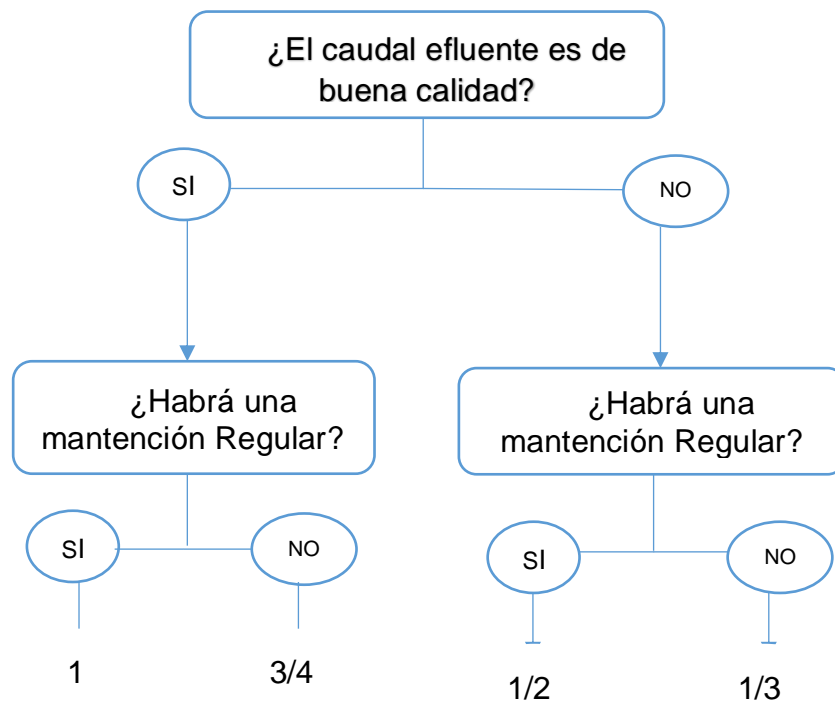 ¿El caudal efluente es de
buena calidad?
SI
NO
¿Habrá una
mantención Regular?
¿Habrá una
mantención Regular?
SI
NO
SI
NO
1
3/4
1/2
1/3